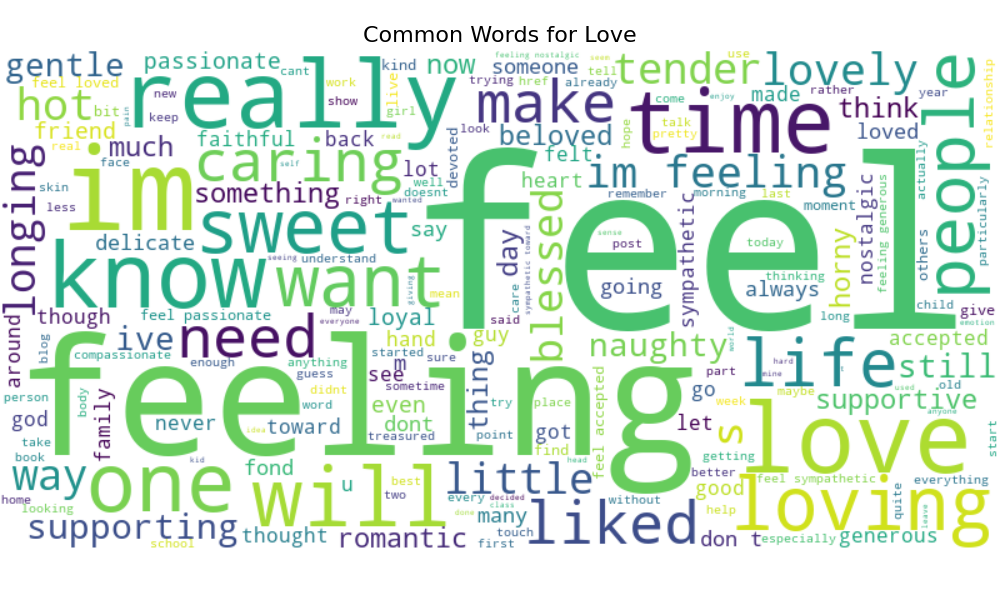 Common Words for Love
feel
feeling
really
time
im
know
love
loving
people
make
sweet
want
need
one
will
life
liked
little
caring
lovely
tender
hot
gentle
passionate
now
someone
kind
cant
feeling nostalgic
seem
use
tell
trying
href
already
made
rather
year
relationship
feel loved
work
new
show
alive
girl
bit
pain
keep
friend
real
much
faithful
back
read
look
devoted
beloved
hope
talk
pretty
come
enjoy
think
loved
face
self
lot
felt
heart
im feeling
actually
longing
skin
less
something
right
wanted
well
doesnt
remember
morning
last
moment
nostalgic
feeling generous
particularly
delicate
say
day
blessed
sense
post
sympathetic
today
others
seeing
understand
giving
mean
care
sympathetic toward
going
thinking
always
horny
long
child
give
emotion
though
feel passionate
may
everyone
loyal
said
world
around
blog
ive
hand
guy
naughty
accepted
compassionate
enough
anything
guess
started
m
see
sure
sometime
thing
part
hard
mine
t
still
person
body
didnt
word
even
try
place
feel accepted
go
maybe
used
old
supportive
anyone
god
family
never
toward
dont
treasured
point
got
find
let
week
s
getting
start
take
book
way
idea
kid
fond
u
best
two
head
better
feel sympathetic
everything
home
looking
every
decided
class
without
good
help
quite
leave
supporting
school
thought
romantic
done
many
touch
first
don t
especially
generous